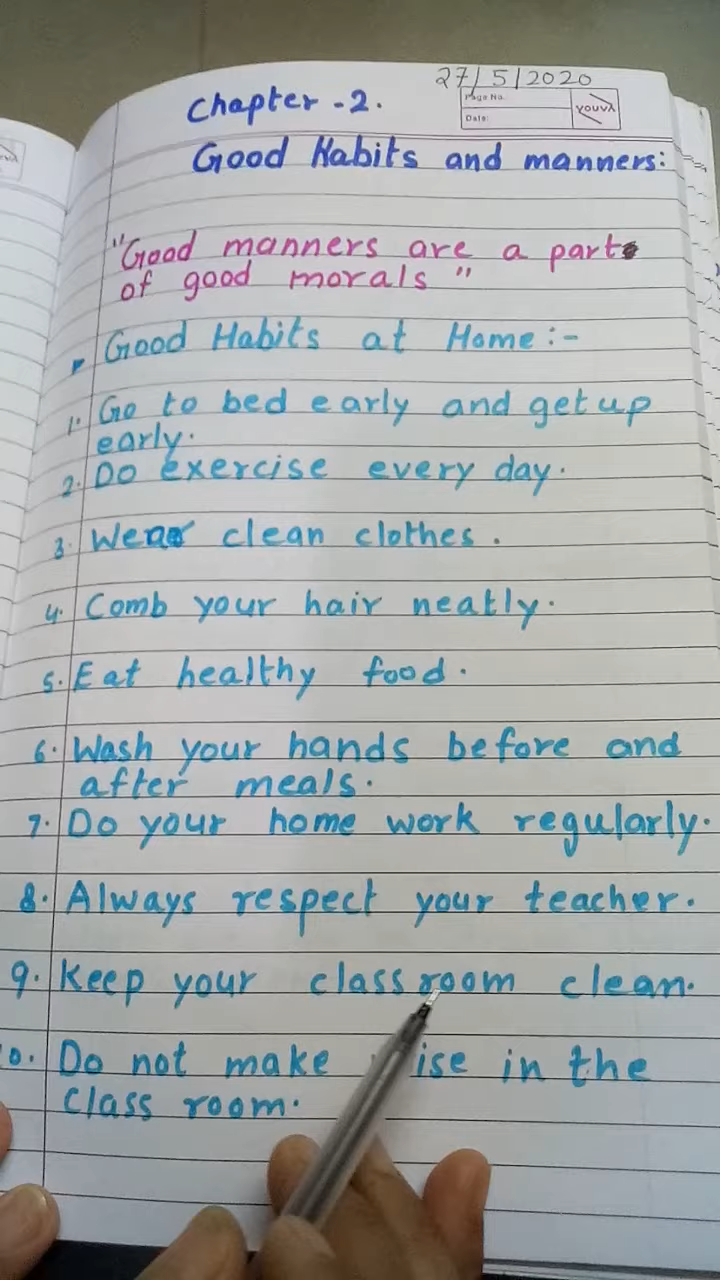 27/5/2020
Chapter -2.
Page No.
Date:
YOUVA
Good Habits and manners:
"Good manners are a part
of good morals"
Good Habits at Home:-
1. Go to bed early and get up
early.
2. Do exercise every day.
3. Wear clean clothes.
4. Comb your hair neatly.
5. Eat healthy food.
6. Wash your hands before and
after meals.
7. Do your home work regularly.
8. Always respect your teacher.
9. Keep your class room clean.
0. Do not make ise in the
class room.